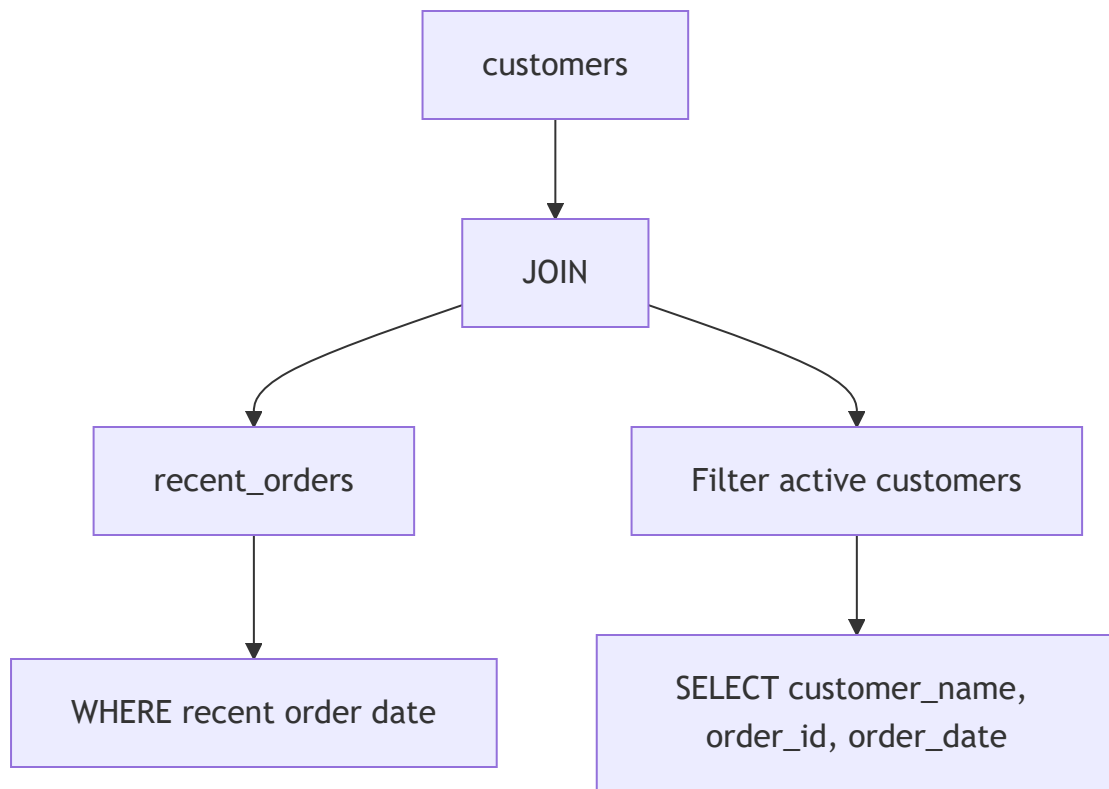 customers
JOIN
recent_orders
Filter active customers
WHERE recent order date
SELECT customer_name,
order_id, order_date